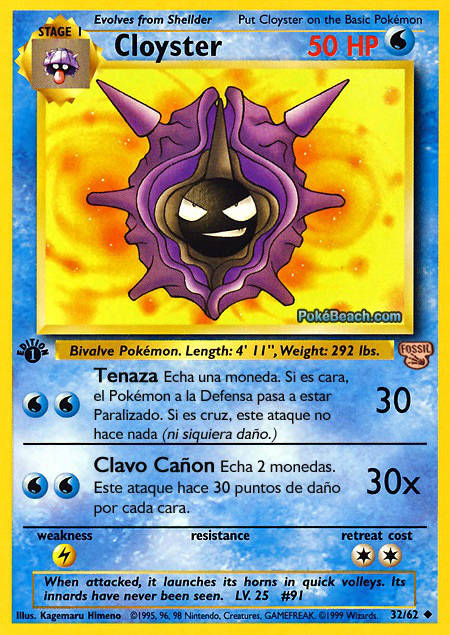 Evolves from Shellder
Put Cloyster on the Basic Pokémon
STAGE 1
Cloyster
50 HP
PokéBeach.com
EDITION
1
Bivalve Pokémon. Length: 4' 11", Weight: 292 lbs.
FOSSIL
Tenaza Echa una moneda. Si es cara,
el Pokémon a la Defensa pasa a estar
Paralizado. Si es cruz, este ataque no
hace nada (ni siquiera daño.)
30
Clavo Cañon Echa 2 monedas.
Este ataque hace 30 puntos de daño
por cada cara.
30x
weakness
resistance
retreat cost
When attacked, it launches its horns in quick volleys. Its
innards have never been seen. LV. 25 #91
Illus. Kagemaru Himeno ©1995, 96, 98 Nintendo, Creatures, GAMEFREAK. ©1999 Wizards. 32/62